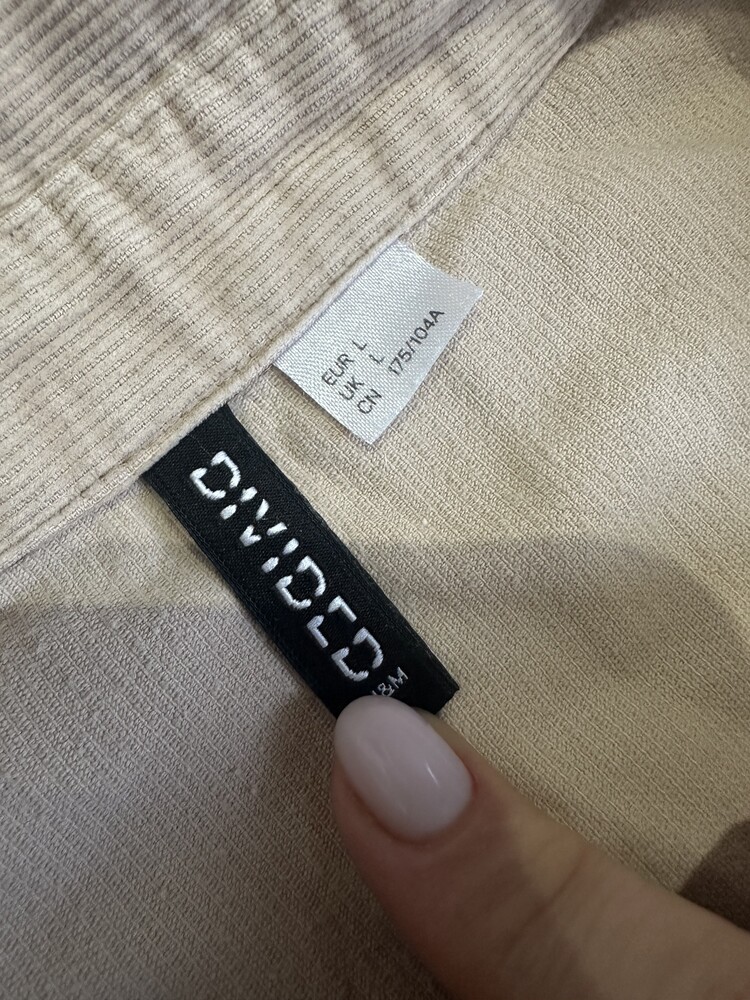 EUR L
UK L
CN 175/104A
DIVIDED
H&M